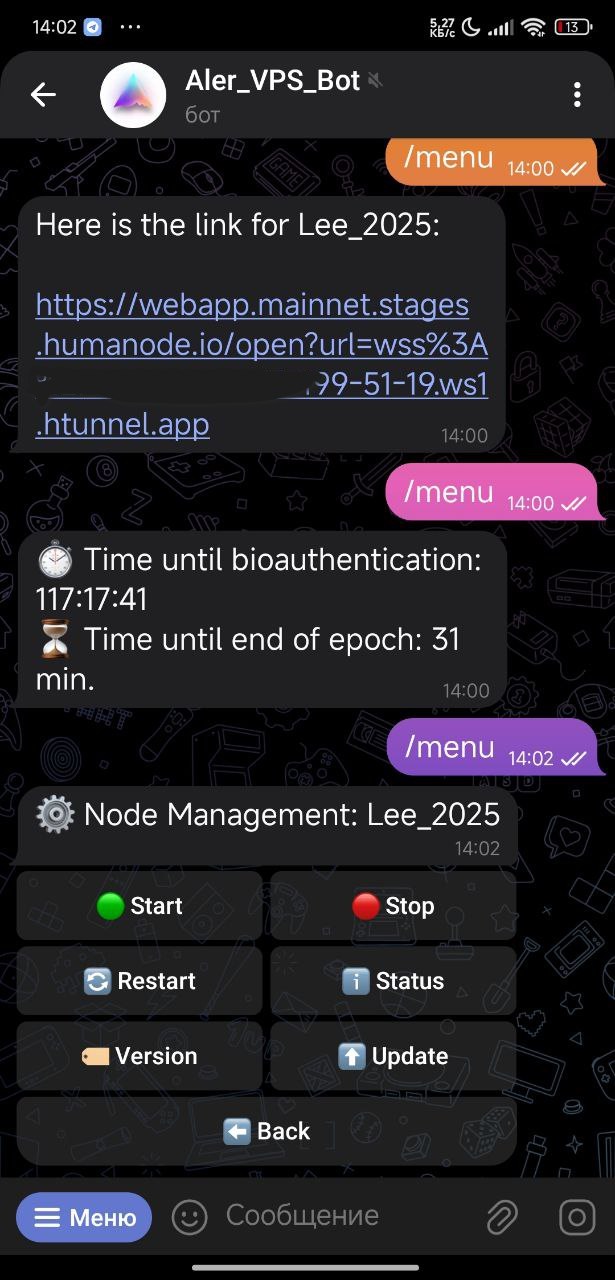 14:02 ...
5,27 КБ/с 13
Aler_VPS_Bot
бот
/menu 14:00
Here is the link for Lee_2025:
https://webapp.mainnet.stages
.humanode.io/open?url=wss%3A
99-51-19.ws1
.htunnel.app
14:00
/menu 14:00
Time until bioauthentication:
117:17:41
Time until end of epoch: 31
min.
14:00
/menu 14:02
Node Management: Lee_2025
14:02
Start
Stop
Restart
Status
Version
Update
Back
Меню
Сообщение